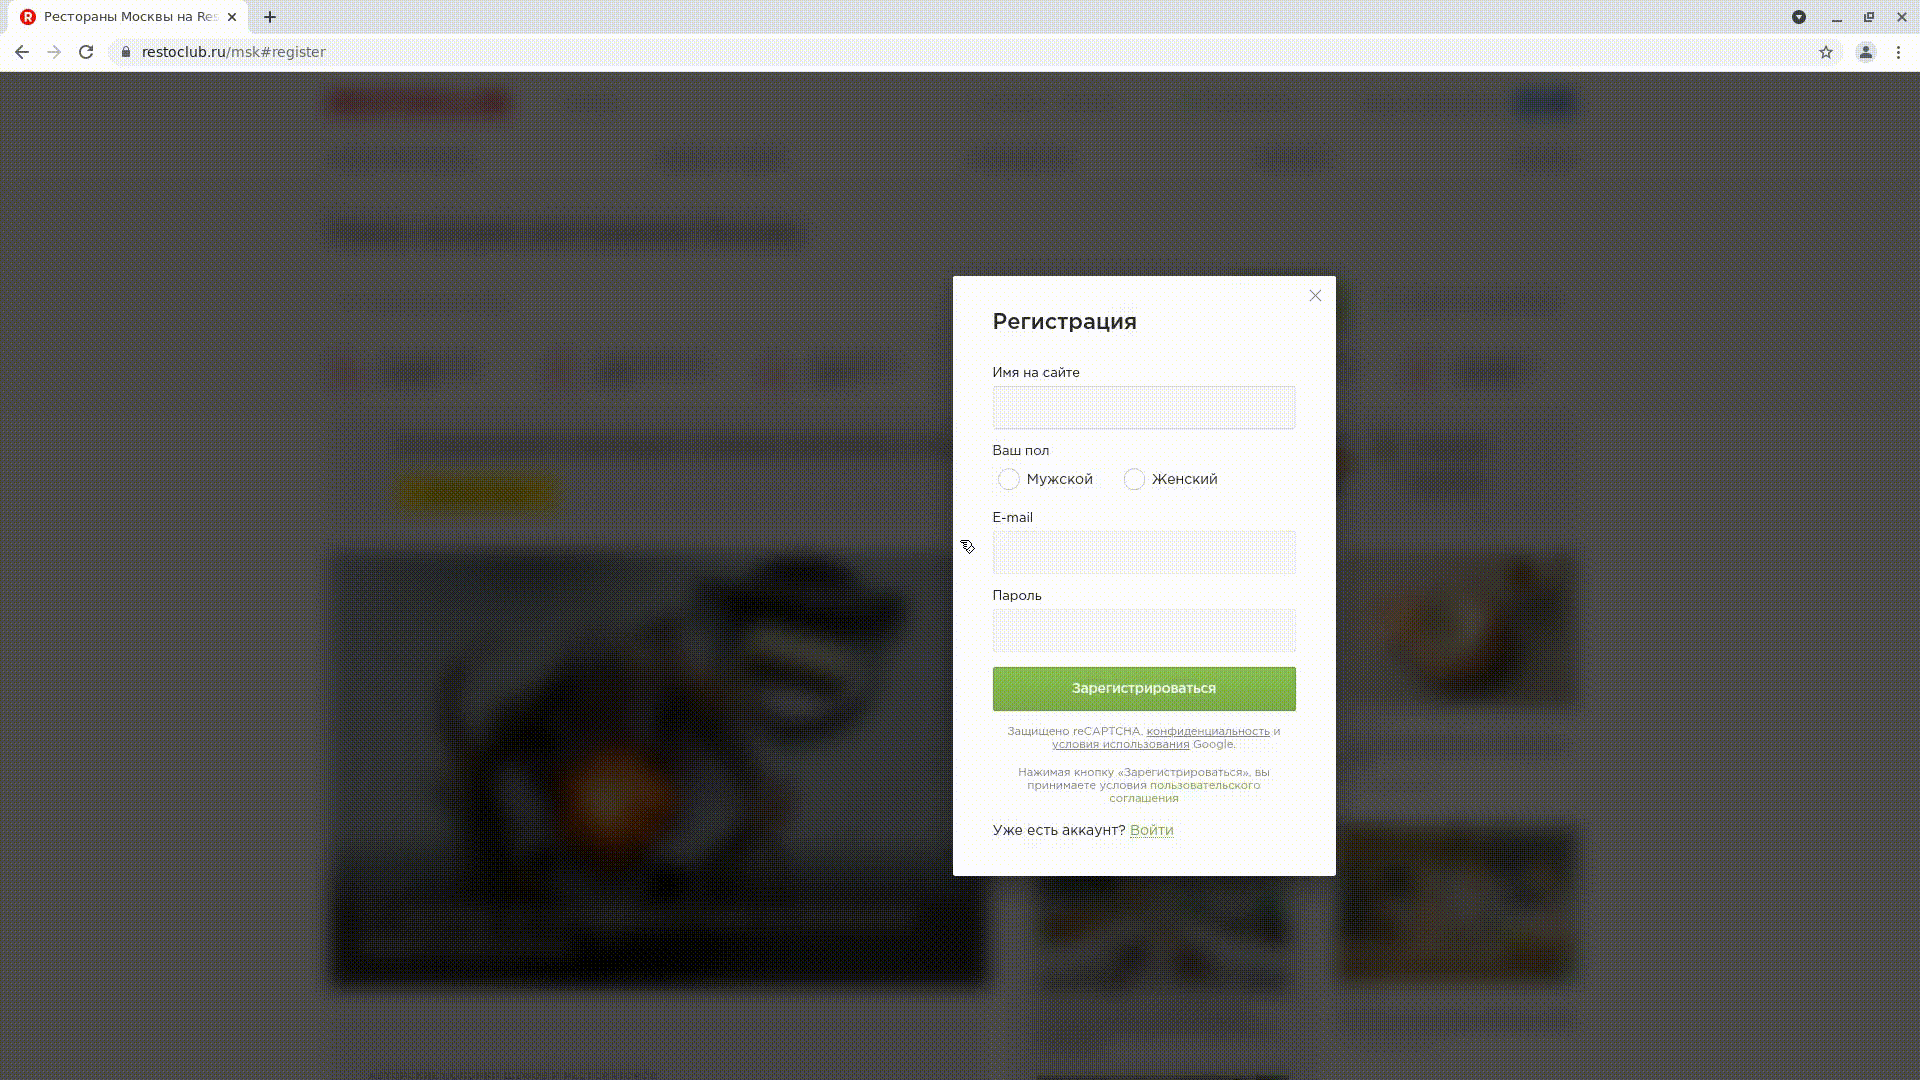 Рестораны Москвы на Res
restoclub.ru/msk#register
Регистрация
Имя на сайте
Ваш пол
Мужской Женский
E-mail
Пароль
Зарегистрироваться
Защищено reCAPTCHA, конфиденциальность и
условия использования Google.
Нажимая кнопку «Зарегистрироваться», вы
принимаете условия пользовательского
соглашения
Уже есть аккаунт? Войти